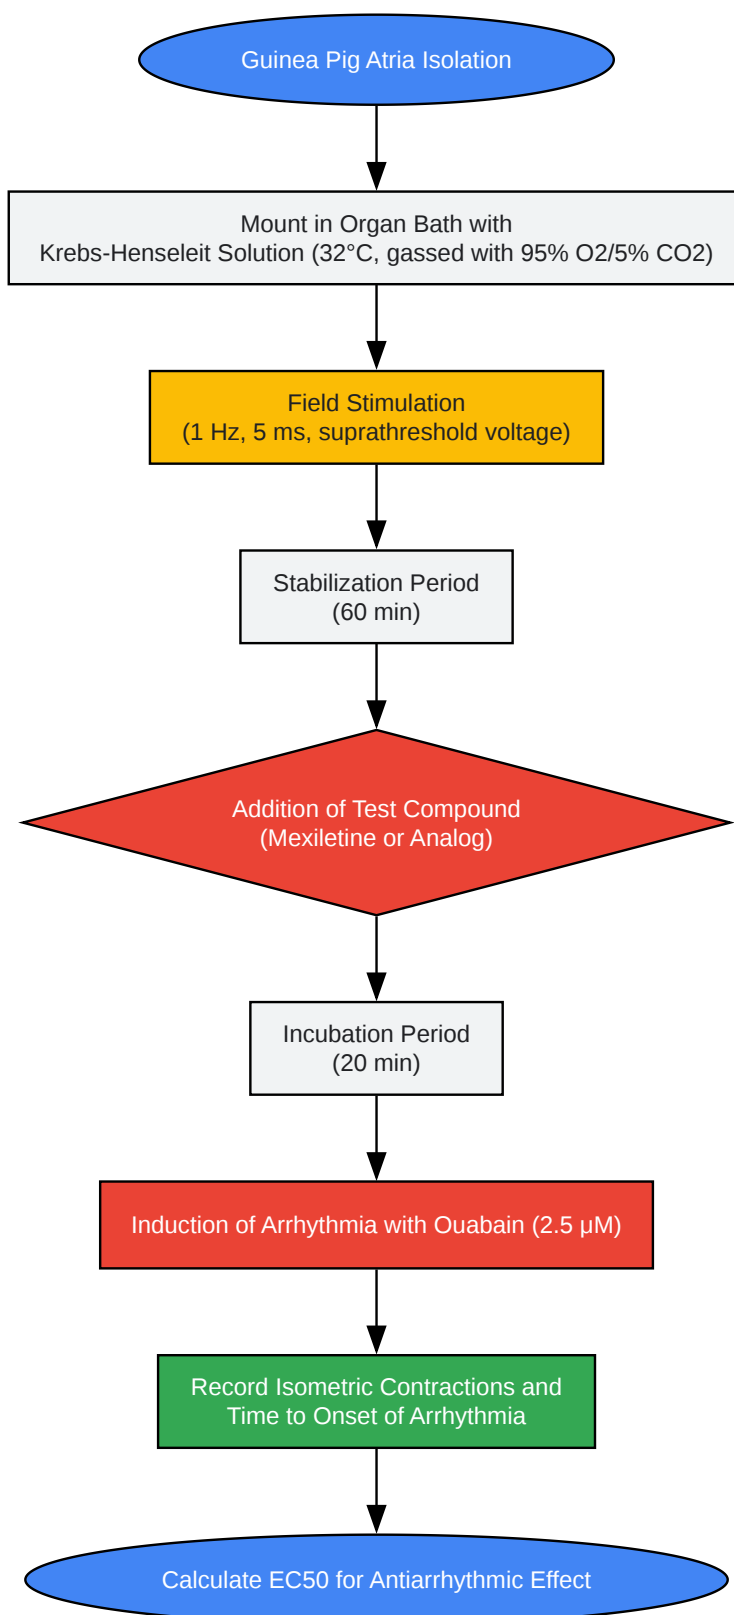 Guinea Pig Atria Isolation
Mount in Organ Bath with
Krebs-Henseleit Solution (32°C, gassed with 95% O2/5% CO2)
Field Stimulation
(1 Hz, 5 ms, suprathreshold voltage)
Stabilization Period
(60 min)
Addition of Test Compound
(Mexiletine or Analog)
Incubation Period
(20 min)
Induction of Arrhythmia with Ouabain (2.5 μM)
Record Isometric Contractions and
Time to Onset of Arrhythmia
Calculate EC50 for Antiarrhythmic Effect